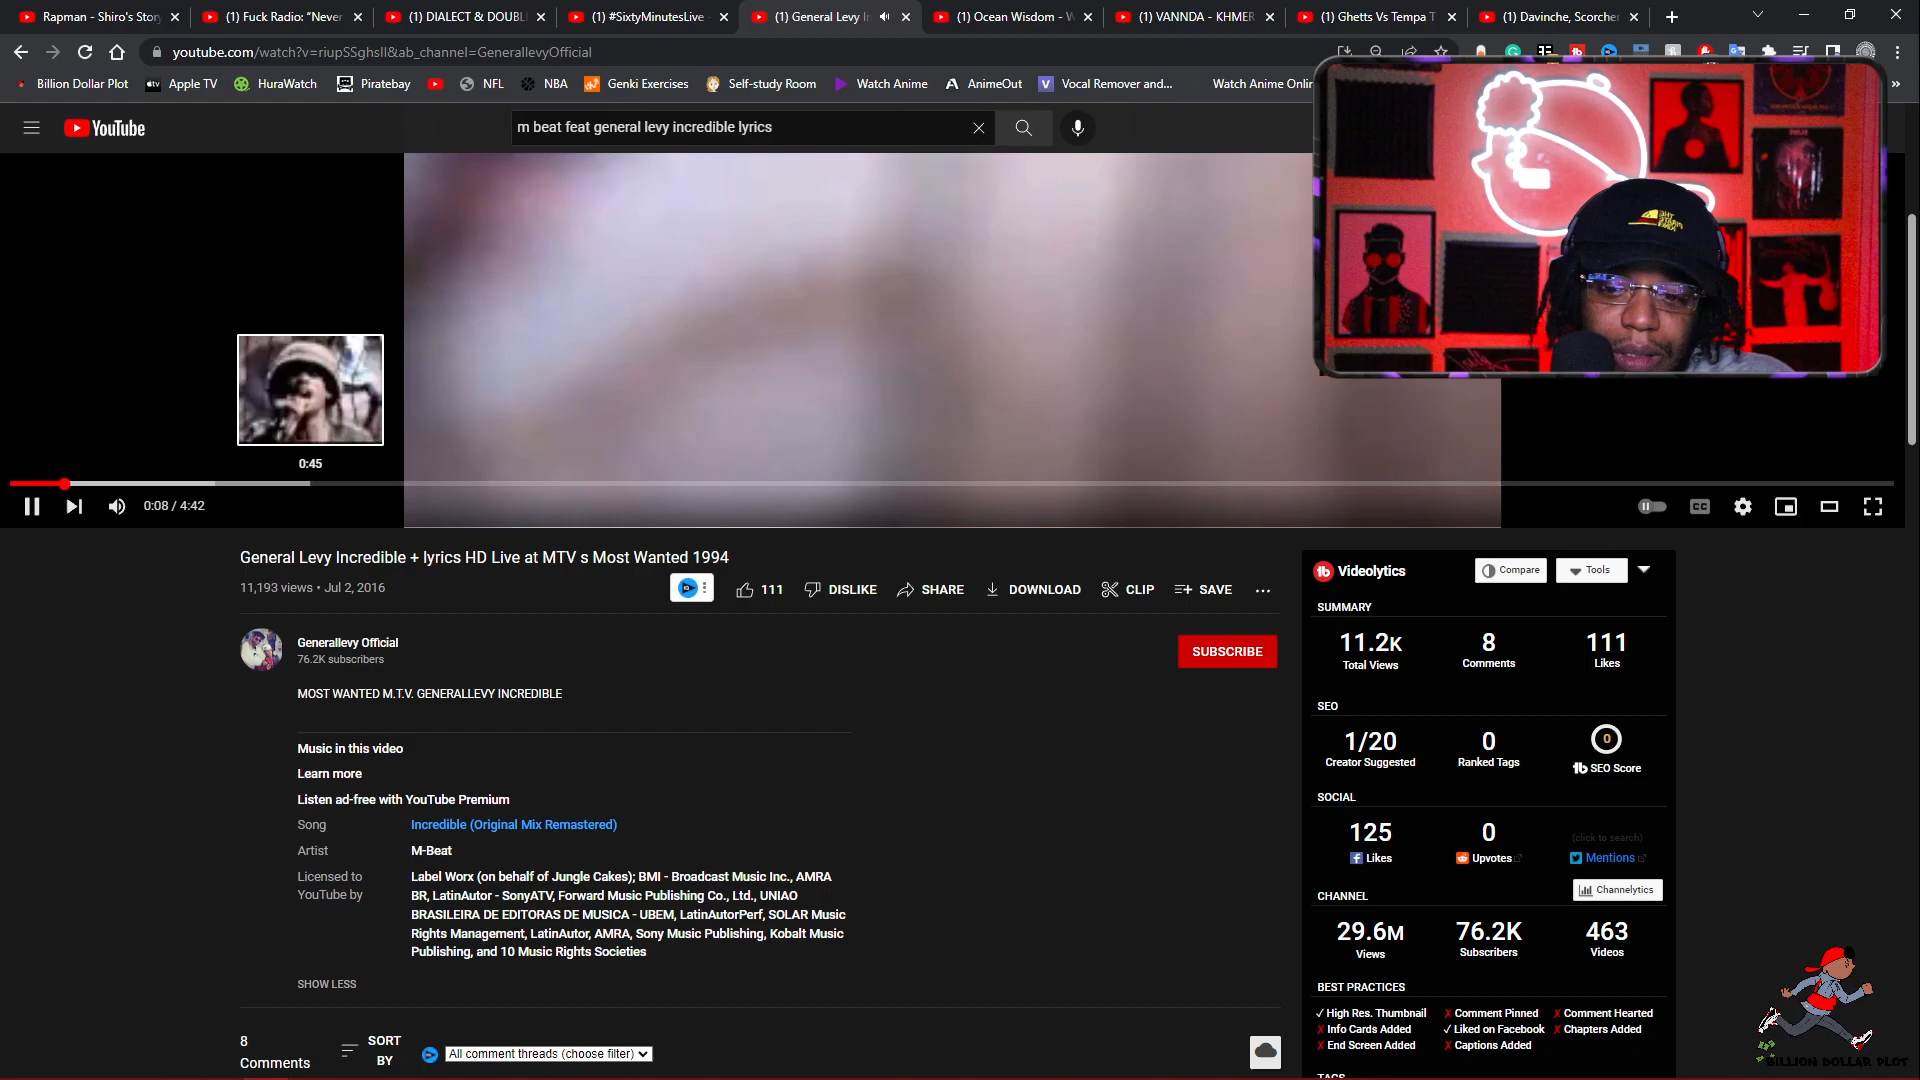 Rapman - Shiro's Story
(1) Fuck Radio: "Never
(1) DIALECT & DOUBL
(1) #SixtyMinutesLive -
(1) General Levy In
(1) Ocean Wisdom - W
(1) VANNDA - KHMER
(1) Ghetts Vs Tempa T
(1) Davinche, Scorcher
youtube.com/watch?v=riupSSghsII&ab_channel=GenerallevyOfficial
Billion Dollar Plot
Apple TV
HuraWatch
Piratebay
NFL
NBA
Genki Exercises
Self-study Room
Watch Anime
AnimeOut
Vocal Remover and...
Watch Anime Onlin
YouTube
m beat feat general levy incredible lyrics
0:45
0:08 / 4:42
CC
General Levy Incredible + lyrics HD Live at MTV s Most Wanted 1994
11,193 views • Jul 2, 2016
111
DISLIKE
SHARE
DOWNLOAD
CLIP
SAVE
Generallevy Official
76.2K subscribers
SUBSCRIBE
MOST WANTED M.T.V. GENERALLEVY INCREDIBLE
Music in this video
Learn more
Listen ad-free with YouTube Premium
Song Incredible (Original Mix Remastered)
Artist M-Beat
Licensed to YouTube by
Label Worx (on behalf of Jungle Cakes); BMI - Broadcast Music Inc., AMRA
BR, LatinAutor - SonyATV, Forward Music Publishing Co., Ltd., UNIAO
BRASILEIRA DE EDITORAS DE MUSICA - UBEM, LatinAutorPerf, SOLAR Music
Rights Management, LatinAutor, AMRA, Sony Music Publishing, Kobalt Music
Publishing, and 10 Music Rights Societies
SHOW LESS
8
Comments
SORT
BY
All comment threads (choose filter)
Videolytics
Compare
Tools
SUMMARY
11.2K 8 111
Total Views Comments Likes
SEO
1/20 0 0
Creator Suggested Ranked Tags SEO Score
SOCIAL
125 0 (click to search)
Likes Upvotes Mentions
CHANNEL
Channelytics
29.6M 76.2K 463
Views Subscribers Videos
BEST PRACTICES
✓ High Res. Thumbnail ✗ Comment Pinned ✗ Comment Hearted
✗ Info Cards Added ✓ Liked on Facebook ✗ Chapters Added
✗ End Screen Added ✗ Captions Added
TAGS
BILLION DOLLAR PLOT